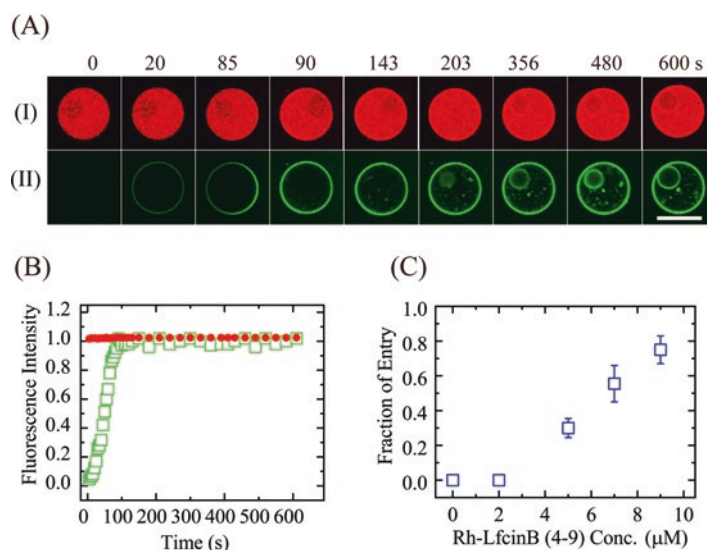 (A)
0 20 85 90 143 203 356 480 600 s
(I)
(II)
(B)
1.2
1.0
0.8
0.6
0.4
0.2
0.0
Fluorescence Intensity
0 100 200 300 400 500 600
Time (s)
(C)
1.0
0.8
0.6
0.4
0.2
0.0
Fraction of Entry
0 2 4 6 8 10
Rh-LfcinB (4-9) Conc. (μM)